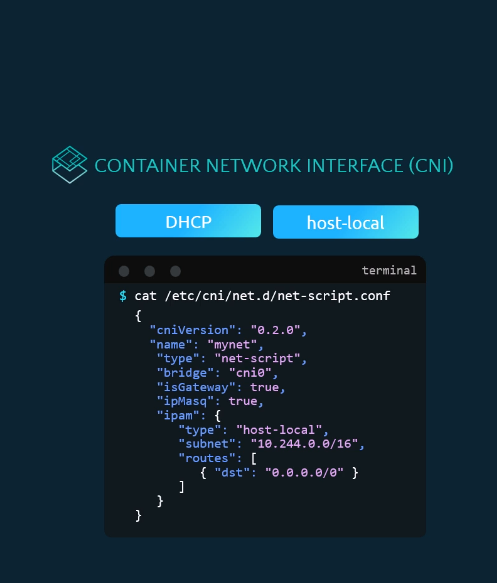 CONTAINER NETWORK INTERFACE (CNI)
DHCP host-local
terminal
$ cat /etc/cni/net.d/net-script.conf
{
"cniVersion": "0.2.0",
"name": "mynet",
"type": "net-script",
"bridge": "cni0",
"isGateway": true,
"ipMasq": true,
"ipam": {
"type": "host-local",
"subnet": "10.244.0.0/16",
"routes": [
{ "dst": "0.0.0.0/0" }
]
}
}